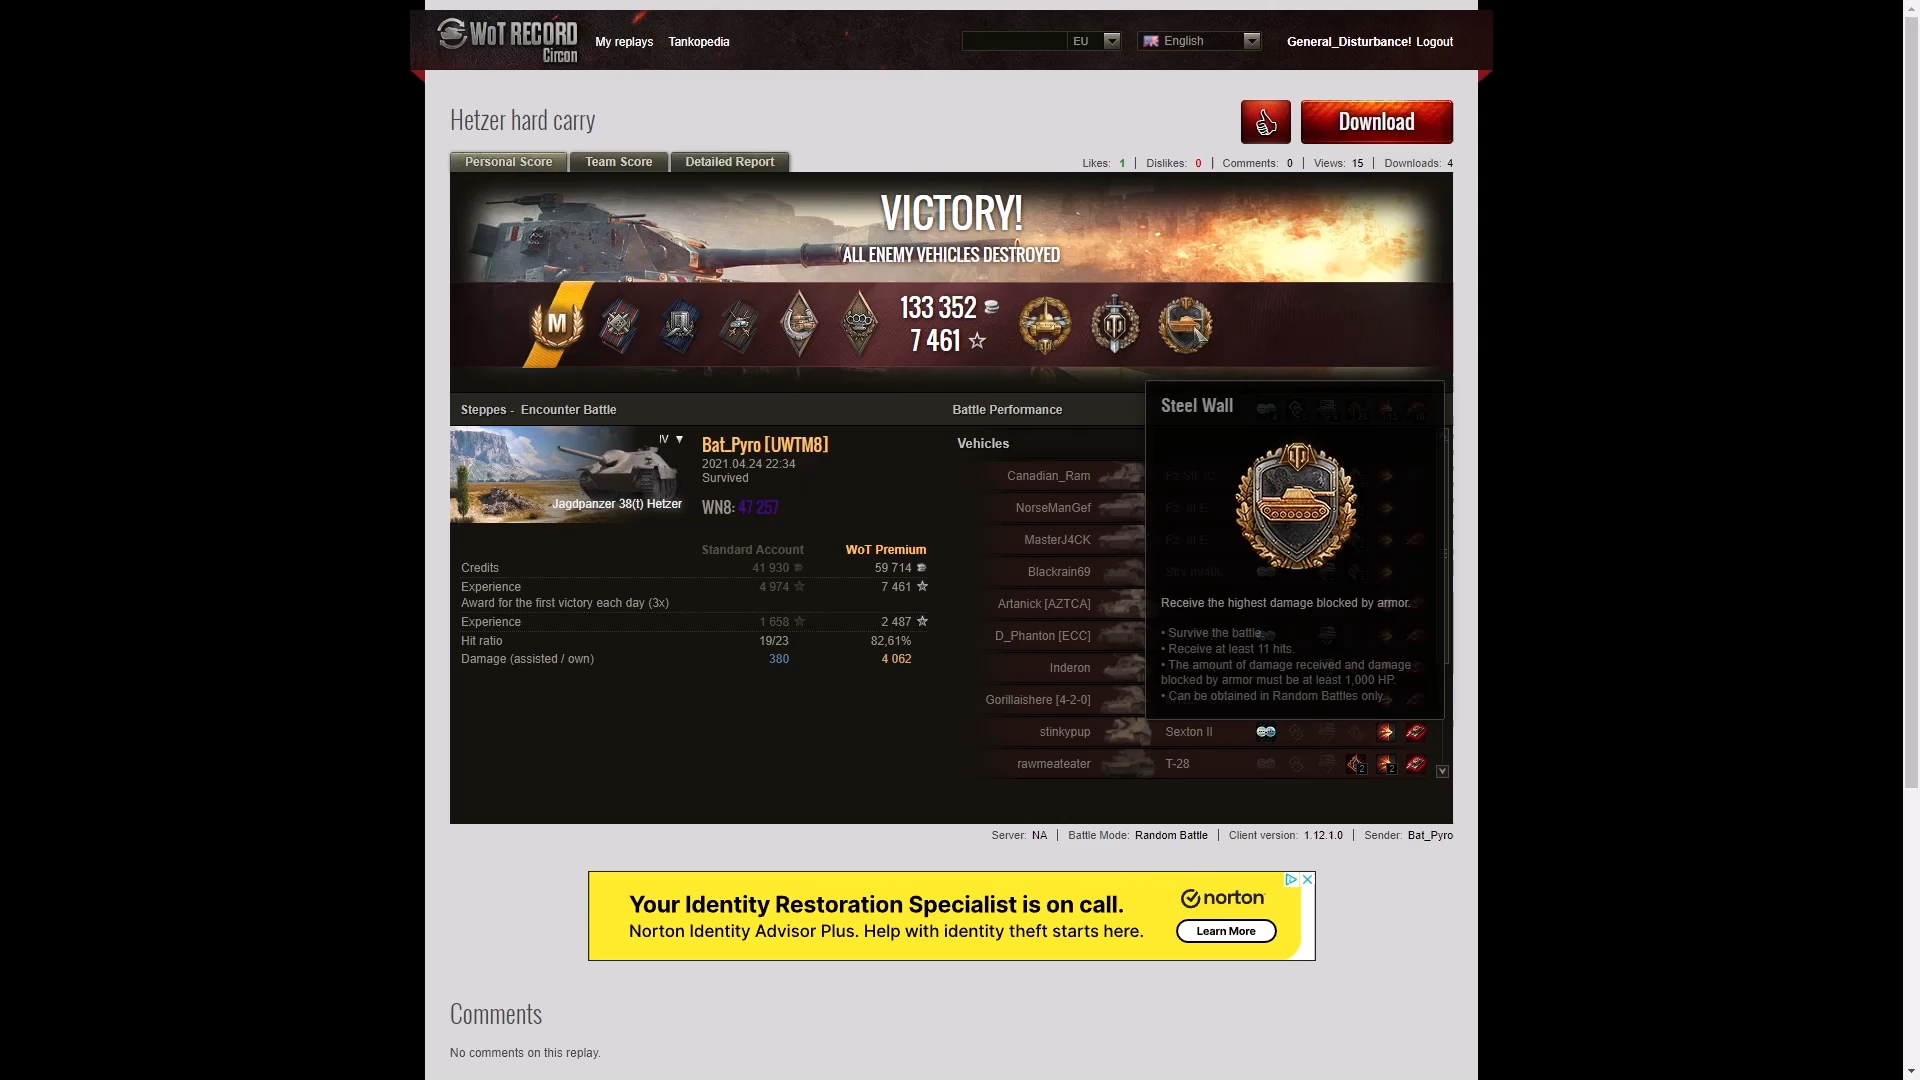 WoT RECORD
Circon
My replays
Tankopedia
EU
English
General_Disturbance! Logout
Hetzer hard carry
Download
Personal Score
Team Score
Detailed Report
Likes: 1 | Dislikes: 0 | Comments: 0 | Views: 15 | Downloads: 4
VICTORY!
ALL ENEMY VEHICLES DESTROYED
M
133 352
7 461
Steppes - Encounter Battle
Battle Performance
IV
Jagdpanzer 38(t) Hetzer
Bat_Pyro [UWTM8]
2021.04.24 22:34
Survived
WN8: 47 257
Standard Account WoT Premium
Credits 41 930 59 714
Experience 4 974 7 461
Award for the first victory each day (3x)
Experience 1 658 2 487
Hit ratio 19/23 82,61%
Damage (assisted / own) 380 4 062
Vehicles
Canadian_Ram
NorseManGef
MasterJ4CK
Blackrain69
Artanick [AZTCA]
D_Phanton [ECC]
Inderon
Gorillaishere [4-2-0]
stinkypup Sexton II
rawmeateater T-28 2 2
Steel Wall
Receive the highest damage blocked by armor.
• Survive the battle.
• Receive at least 11 hits.
• The amount of damage received and damage
blocked by armor must be at least 1,000 HP.
• Can be obtained in Random Battles only.
Server: NA | Battle Mode: Random Battle | Client version: 1.12.1.0 | Sender: Bat_Pyro
Your Identity Restoration Specialist is on call.
Norton Identity Advisor Plus. Help with identity theft starts here.
norton
Learn More
Comments
No comments on this replay.